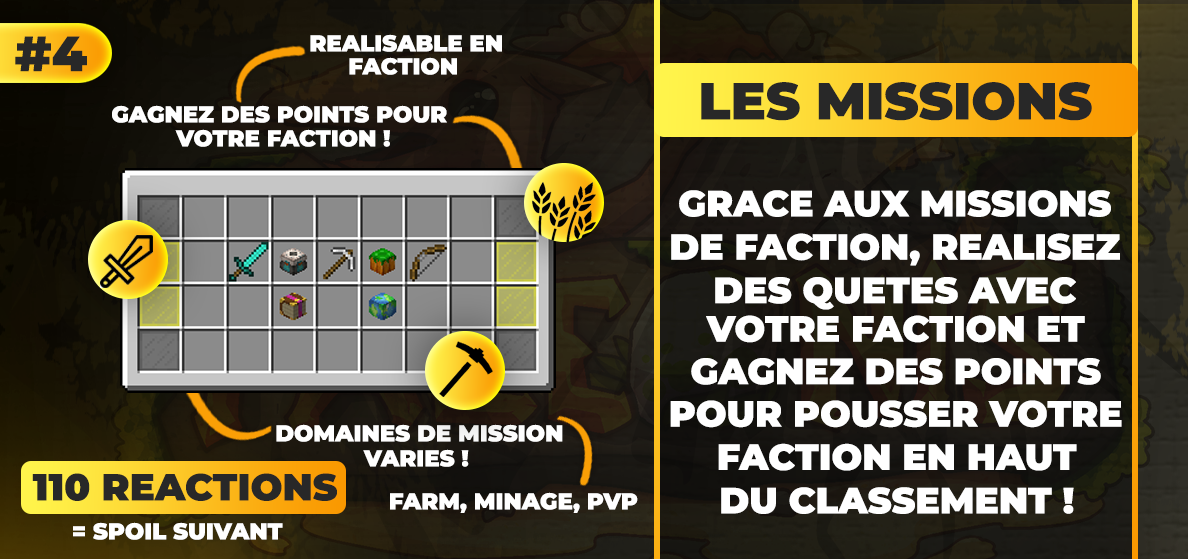 #4
REALISABLE EN
FACTION
GAGNEZ DES POINTS POUR
VOTRE FACTION !
DOMAINES DE MISSION
VARIES !
FARM, MINAGE, PVP
110 REACTIONS
= SPOIL SUIVANT
LES MISSIONS
GRACE AUX MISSIONS
DE FACTION, REALISEZ
DES QUETES AVEC
VOTRE FACTION ET
GAGNEZ DES POINTS
POUR POUSSER VOTRE
FACTION EN HAUT
DU CLASSEMENT !